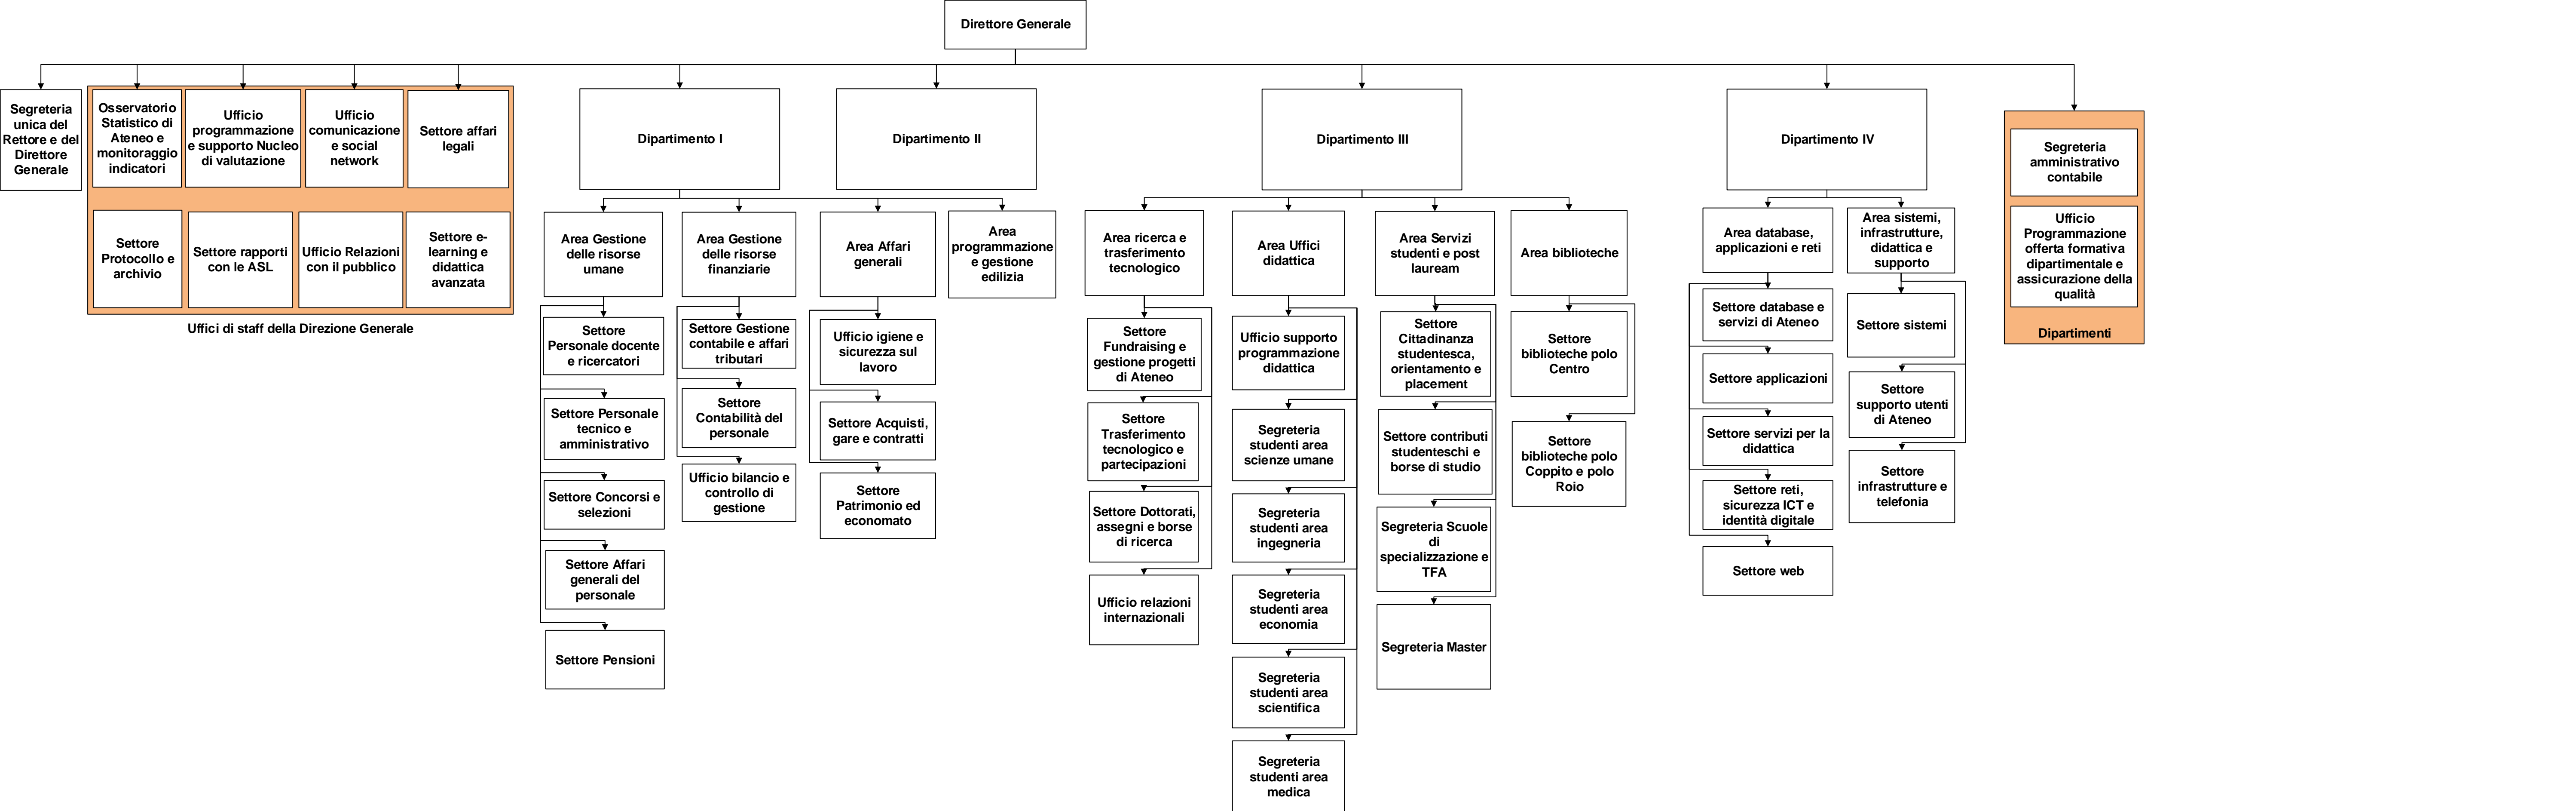 Direttore Generale
Segreteria
unica del
Rettore e del
Direttore
Generale
Osservatorio
Statistico di
Ateneo e
monitoraggio
indicatori
Ufficio
programmazione
e supporto Nucleo
di valutazione
Ufficio
comunicazione
e social
network
Settore affari
legali
Settore
Protocollo e
archivio
Settore rapporti
con le ASL
Ufficio Relazioni
con il pubblico
Settore e-
learning e
didattica
avanzata
Uffici di staff della Direzione Generale
Dipartimento I
Dipartimento II
Dipartimento III
Dipartimento IV
Area Gestione
delle risorse
umane
Settore
Personale docente
e ricercatori
Settore Personale
tecnico e
amministrativo
Settore Concorsi e
selezioni
Settore Affari
generali del
personale
Settore Pensioni
Area Gestione
delle risorse
finanziarie
Settore Gestione
contabile e affari
tributari
Settore
Contabilità del
personale
Ufficio bilancio e
controllo di
gestione
Area Affari
generali
Ufficio igiene e
sicurezza sul
lavoro
Settore Acquisti,
gare e contratti
Settore
Patrimonio ed
economato
Area
programmazione
e gestione
edilizia
Area ricerca e
trasferimento
tecnologico
Settore
Fundraising e
gestione progetti
di Ateneo
Settore
Trasferimento
tecnologico e
partecipazioni
Settore Dottorati,
assegni e borse
di ricerca
Ufficio relazioni
internazionali
Area Uffici
didattica
Ufficio supporto
programmazione
didattica
Segreteria
studenti area
scienze umane
Segreteria
studenti area
ingegneria
Segreteria
studenti area
economia
Segreteria
studenti area
scientifica
Segreteria
studenti area
medica
Area Servizi
studenti e post
lauream
Settore
Cittadinanza
studentesca,
orientamento e
placement
Settore contributi
studenteschi e
borse di studio
Segreteria Scuole
di
specializzazione e
TFA
Segreteria Master
Area biblioteche
Settore
biblioteche polo
Centro
Settore
biblioteche polo
Coppito e polo
Roio
Area database,
applicazioni e reti
Settore database e
servizi di Ateneo
Settore applicazioni
Settore servizi per la
didattica
Settore reti,
sicurezza ICT e
identità digitale
Settore web
Area sistemi,
infrastrutture,
didattica e
supporto
Settore sistemi
Settore
supporto utenti
di Ateneo
Settore
infrastrutture e
telefonia
Segreteria
amministrativo
contabile
Ufficio
Programmazione
offerta formativa
dipartimentale e
assicurazione della
qualità
Dipartimenti